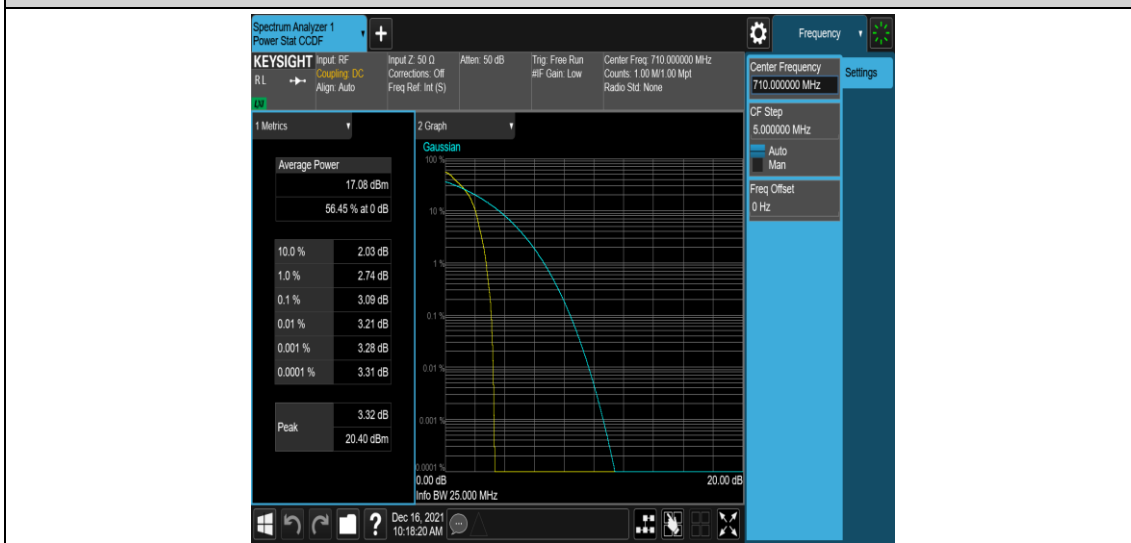 Spectrum Analyzer 1
Power Stat CCDF
+
Frequency
KEYSIGHT
RL
LXI
Input: RF
Coupling: DC
Align: Auto
Input Z: 50 Ω
Corrections: Off
Freq Ref: Int (S)
Atten: 50 dB
Trig: Free Run
#IF Gain: Low
Center Freq: 710.000000 MHz
Counts: 1.00 M/1.00 Mpt
Radio Std: None
Center Frequency
710.000000 MHz
Settings
CF Step
5.000000 MHz
Auto
Man
Freq Offset
0 Hz
1 Metrics
Average Power
17.08 dBm
56.45 % at 0 dB
10.0 % 2.03 dB
1.0 % 2.74 dB
0.1 % 3.09 dB
0.01 % 3.21 dB
0.001 % 3.28 dB
0.0001 % 3.31 dB
Peak
3.32 dB
20.40 dBm
2 Graph
Gaussian
100 %
10 %
1 %
0.1 %
0.01 %
0.001 %
0.0001 %
0.00 dB 20.00 dB
Info BW 25.000 MHz
?
Dec 16, 2021
10:18:20 AM